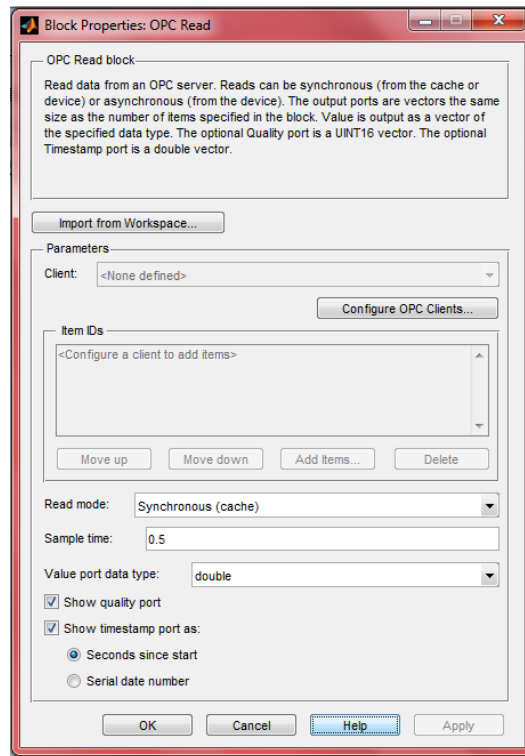 Block Properties: OPC Read
OPC Read block
Read data from an OPC server. Reads can be synchronous (from the cache or
device) or asynchronous (from the device). The output ports are vectors the same
size as the number of items specified in the block. Value is output as a vector of
the specified data type. The optional Quality port is a UINT16 vector. The optional
Timestamp port is a double vector.
Import from Workspace...
Parameters
Client: <None defined>
Configure OPC Clients...
Item IDs
<Configure a client to add items>
Move up Move down Add Items... Delete
Read mode: Synchronous (cache)
Sample time: 0.5
Value port data type: double
Show quality port
Show timestamp port as:
Seconds since start
Serial date number
OK Cancel Help Apply